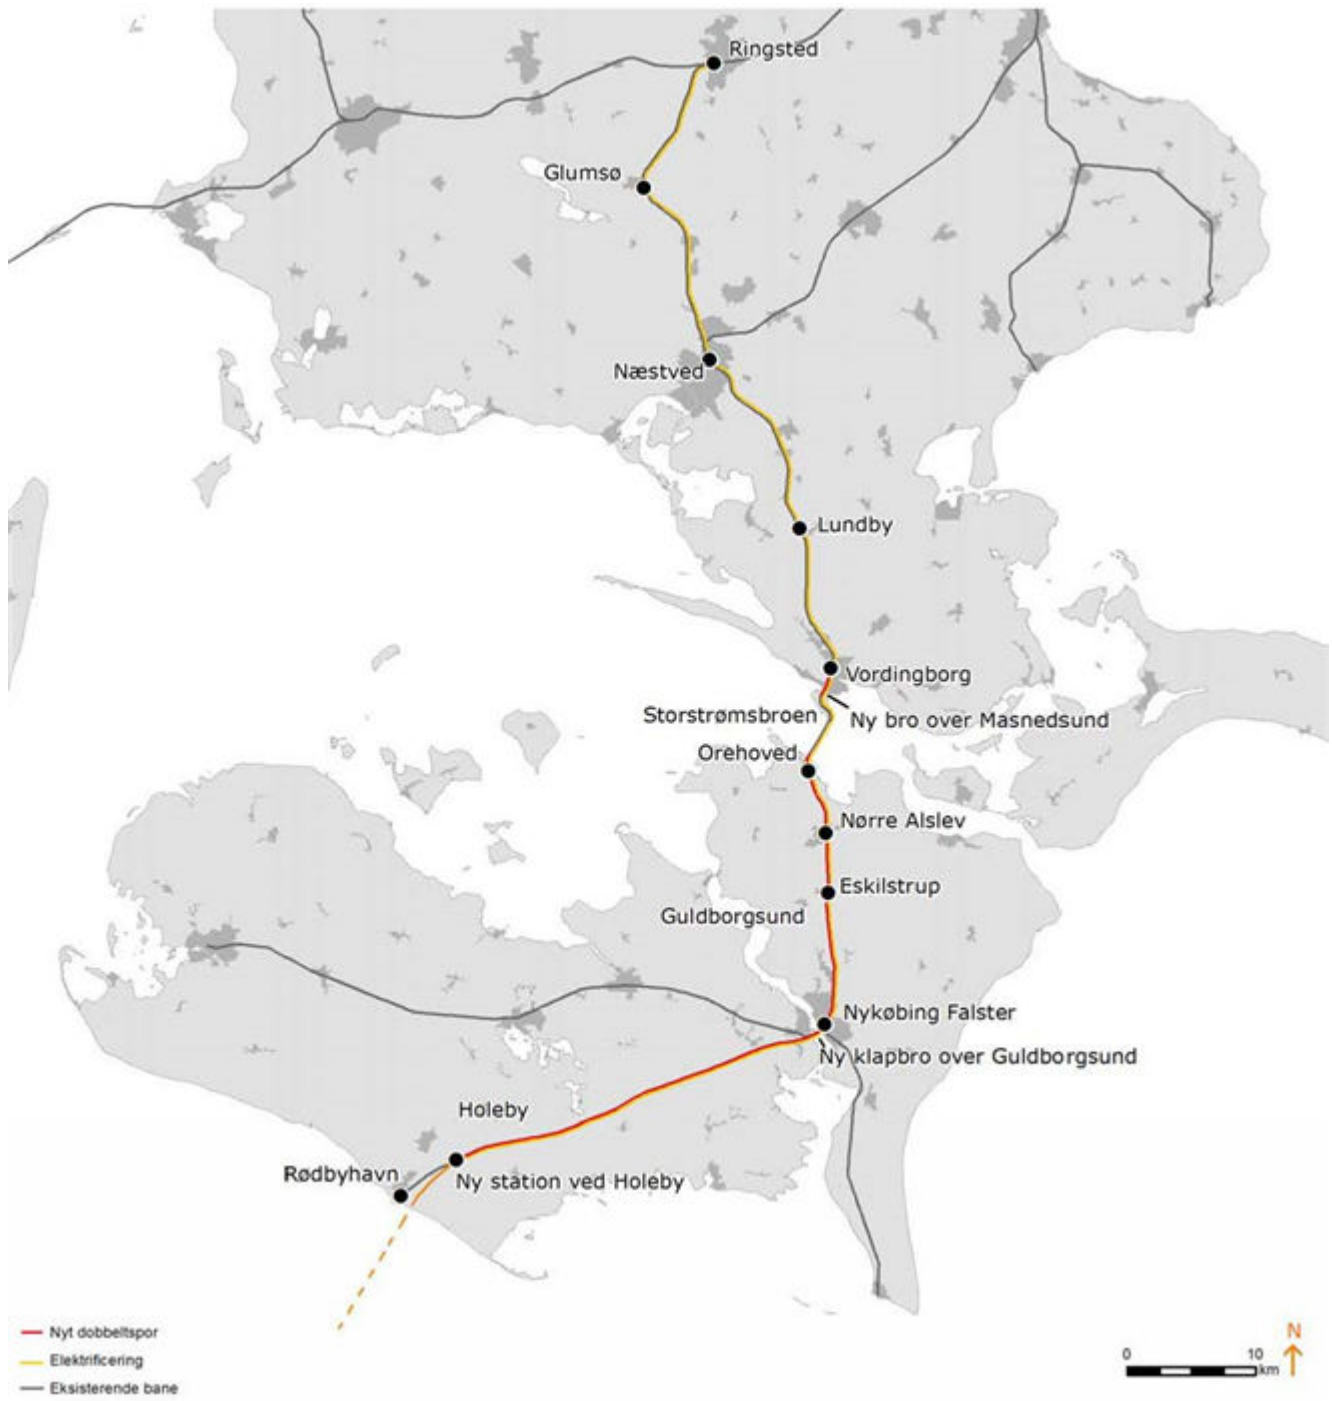 Ringsted
Glumsø
Næstved
Lundby
Vordingborg
Storstrømsbroen
Ny bro over Masnedsund
Orehoved
Nørre Alslev
Eskilstrup
Guldborgsund
Nykøbing Falster
Ny klapbro over Guldborgsund
Holeby
Rødbyhavn
Ny station ved Holeby
Nyt dobbeltspor
Elektrificering
Eksisterende bane
0 10
km
N